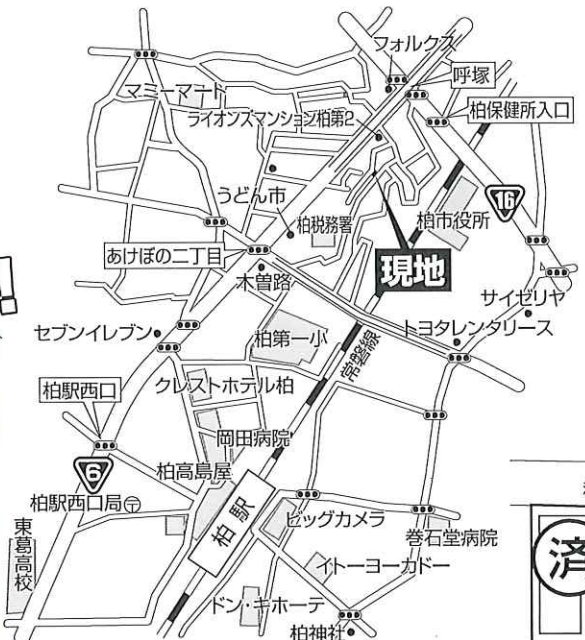 フォルクス
呼塚
マミーマート
ライオンズマンション柏第2
柏保健所入口
16
うどん市
柏税務署
柏市役所
あけぼの二丁目
現地
木曽路
サイゼリヤ
セブンイレブン
柏第一小
常磐線
トヨタレンタリース
柏駅西口
クレストホテル柏
岡田病院
6
柏高島屋
柏駅西口局〒
柏駅
ビッグカメラ
巻石堂病院
東葛高校
イトーヨーカドー
ドン・キホーテ
柏神社
済